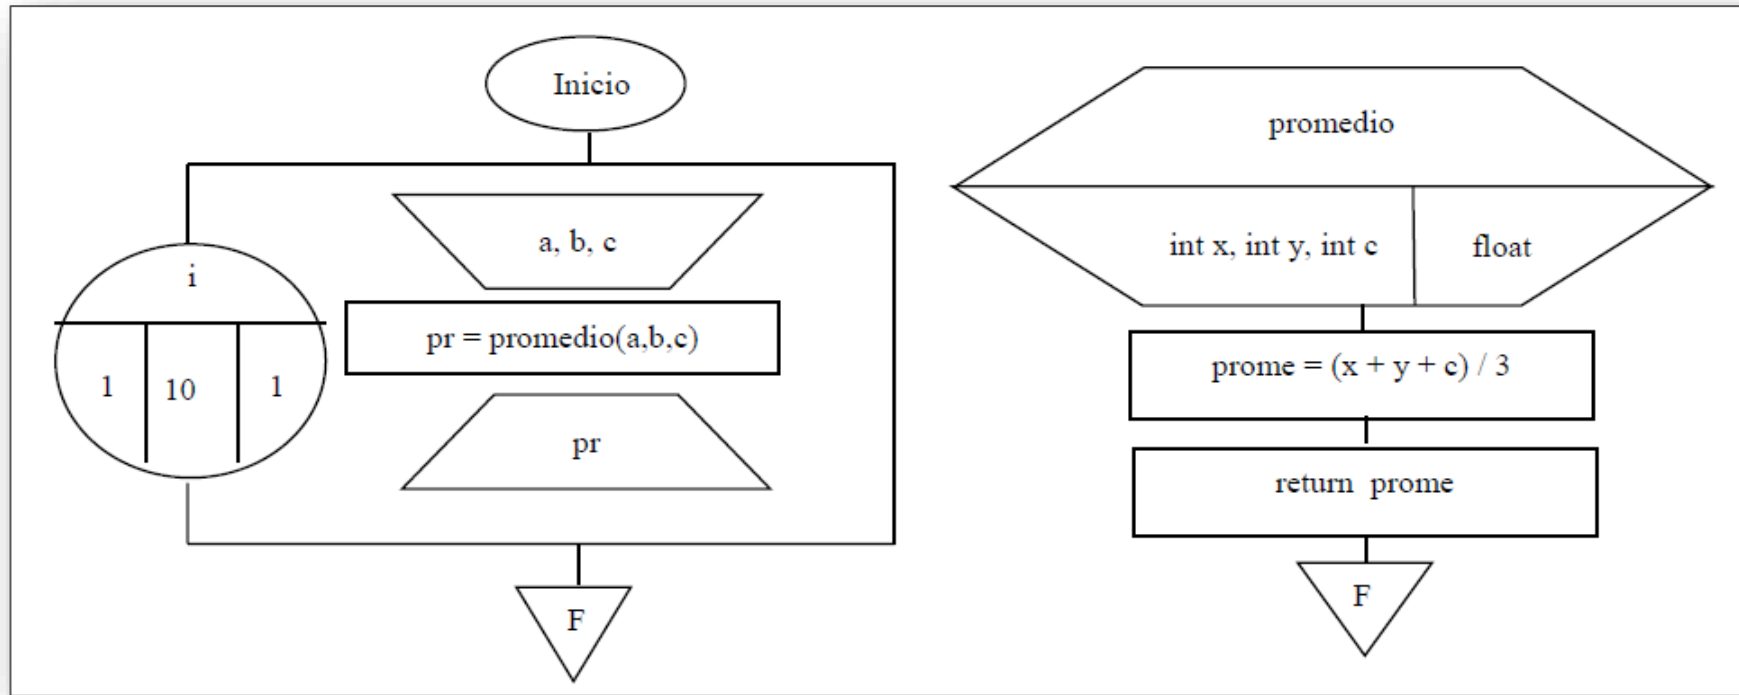 Inicio
a, b, c
i
1
10
1
pr = promedio(a,b,c)
pr
F
promedio
int x, int y, int c
float
prome = (x + y + c) / 3
return prome
F